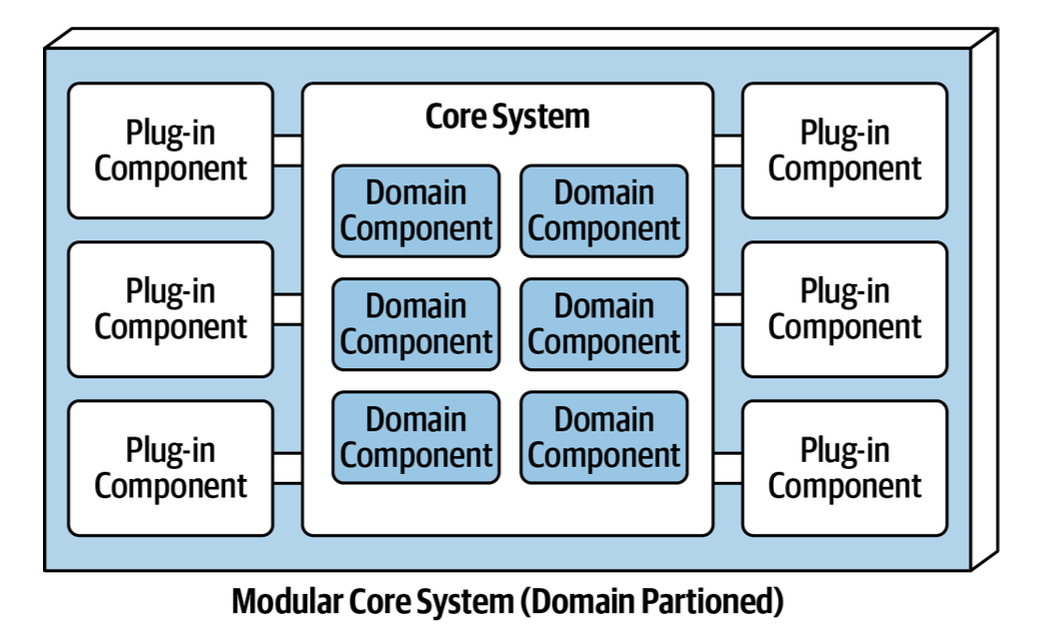 Plug-in
Component
Core System
Plug-in
Component
Domain
Component
Domain
Component
Plug-in
Component
Domain
Component
Domain
Component
Plug-in
Component
Plug-in
Component
Domain
Component
Domain
Component
Plug-in
Component
Modular Core System (Domain Partioned)